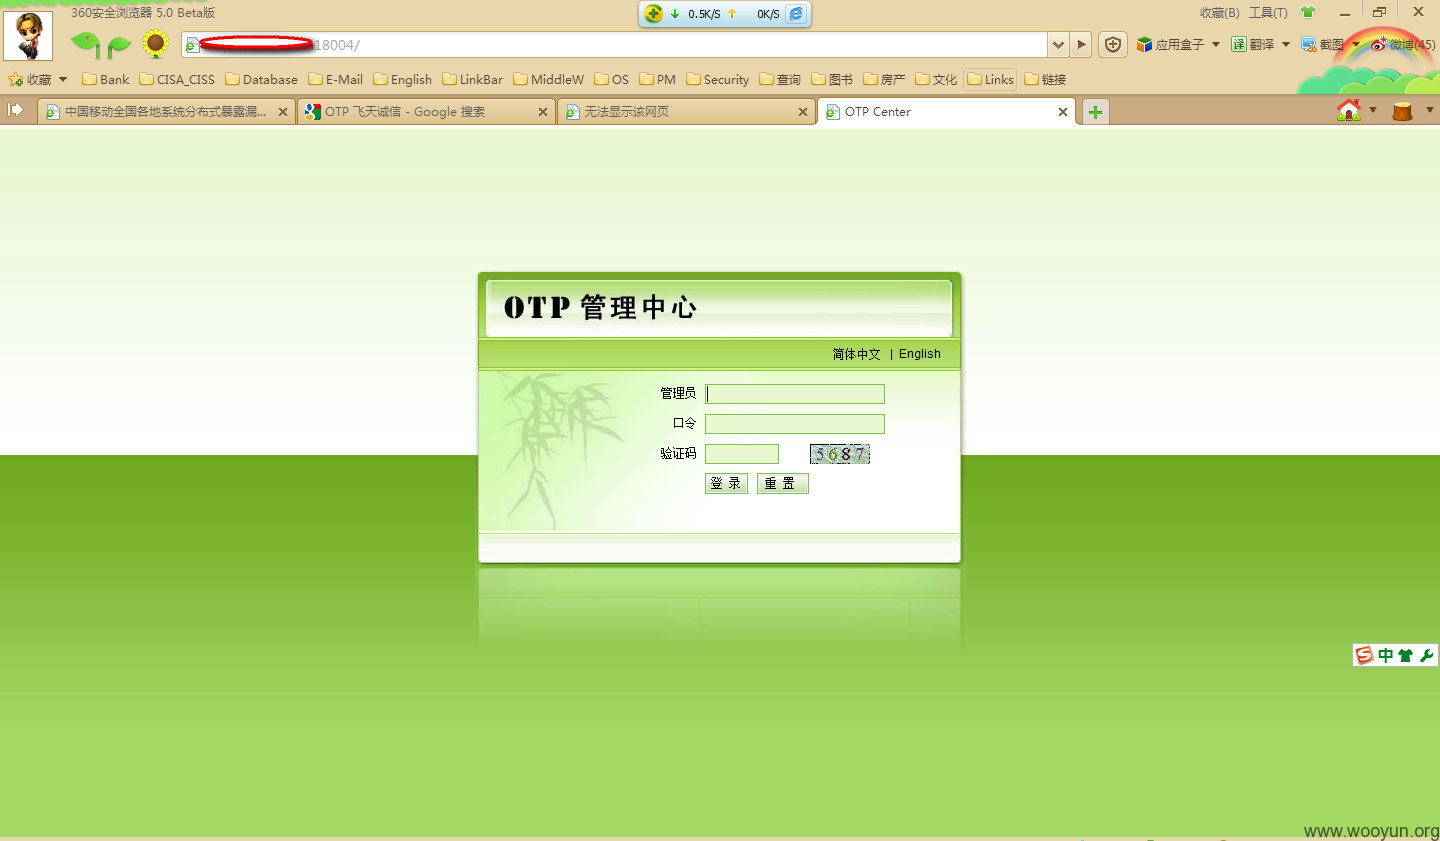 360安全浏览器 5.0 Beta版
0.5K/S 0K/S
收藏(B) 工具(T)
18004/
应用盒子 翻译 截图 微博(45)
收藏 Bank CISA_CISS Database E-Mail English LinkBar MiddleW OS PM Security 查询 图书 房产 文化 Links 链接
中国移动全国各地系统分布式暴露漏... OTP 飞天诚信 - Google 搜索 无法显示该网页 OTP Center
OTP 管理中心
简体中文 | English
管理员
口令
验证码 5687
登 录 重 置
中
www.wooyun.org